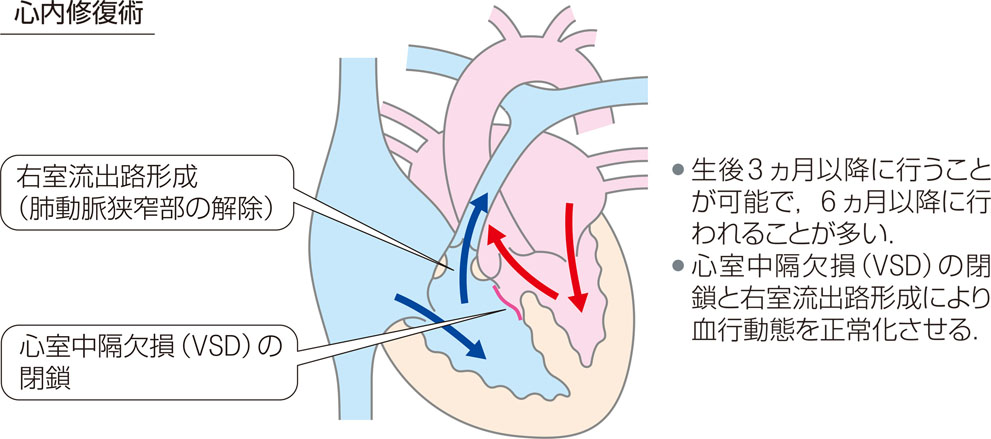 心内修復術
右室流出路形成
（肺動脈狭窄部の解除）
心室中隔欠損（VSD）の
閉鎖
● 生後３ヵ月以降に行うこと
が可能で，６ヵ月以降に行
われることが多い．
● 心室中隔欠損（VSD）の閉
鎖と右室流出路形成により
血行動態を正常化させる．